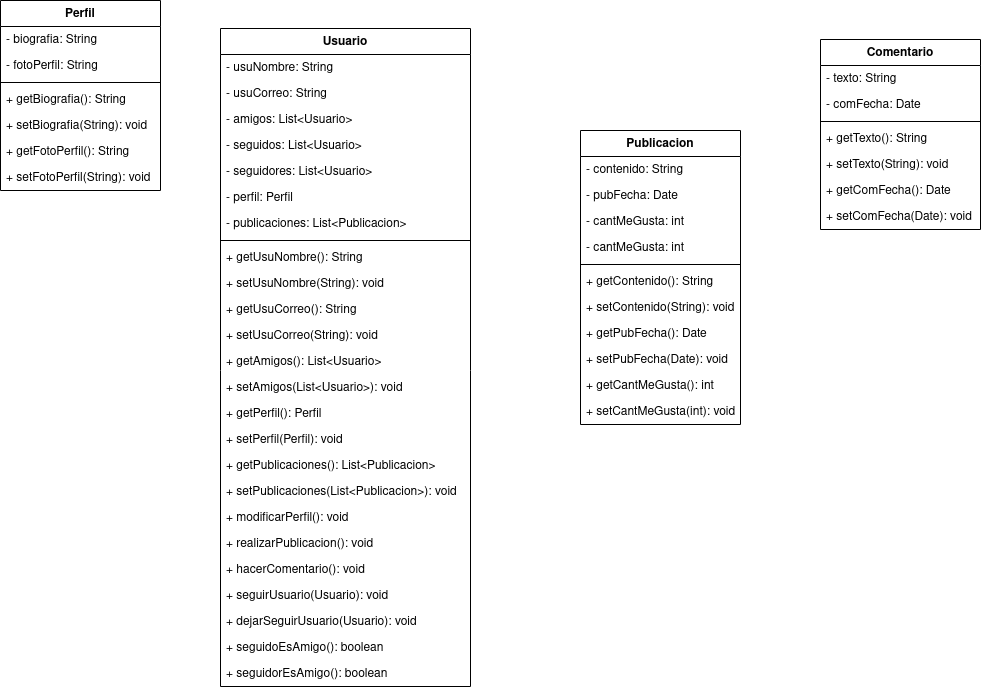 Perfil
- biografia: String
- fotoPerfil: String
+ getBiografia(): String
+ setBiografia(String): void
+ getFotoPerfil(): String
+ setFotoPerfil(String): void
Usuario
- usuNombre: String
- usuCorreo: String
- amigos: List<Usuario>
- seguidos: List<Usuario>
- seguidores: List<Usuario>
- perfil: Perfil
- publicaciones: List<Publicacion>
+ getUsuNombre(): String
+ setUsuNombre(String): void
+ getUsuCorreo(): String
+ setUsuCorreo(String): void
+ getAmigos(): List<Usuario>
+ setAmigos(List<Usuario>): void
+ getPerfil(): Perfil
+ setPerfil(Perfil): void
+ getPublicaciones(): List<Publicacion>
+ setPublicaciones(List<Publicacion>): void
+ modificarPerfil(): void
+ realizarPublicacion(): void
+ hacerComentario(): void
+ seguirUsuario(Usuario): void
+ dejarSeguirUsuario(Usuario): void
+ seguidoEsAmigo(): boolean
+ seguidorEsAmigo(): boolean
Publicacion
- contenido: String
- pubFecha: Date
- cantMeGusta: int
- cantMeGusta: int
+ getContenido(): String
+ setContenido(String): void
+ getPubFecha(): Date
+ setPubFecha(Date): void
+ getCantMeGusta(): int
+ setCantMeGusta(int): void
Comentario
- texto: String
- comFecha: Date
+ getTexto(): String
+ setTexto(String): void
+ getComFecha(): Date
+ setComFecha(Date): void